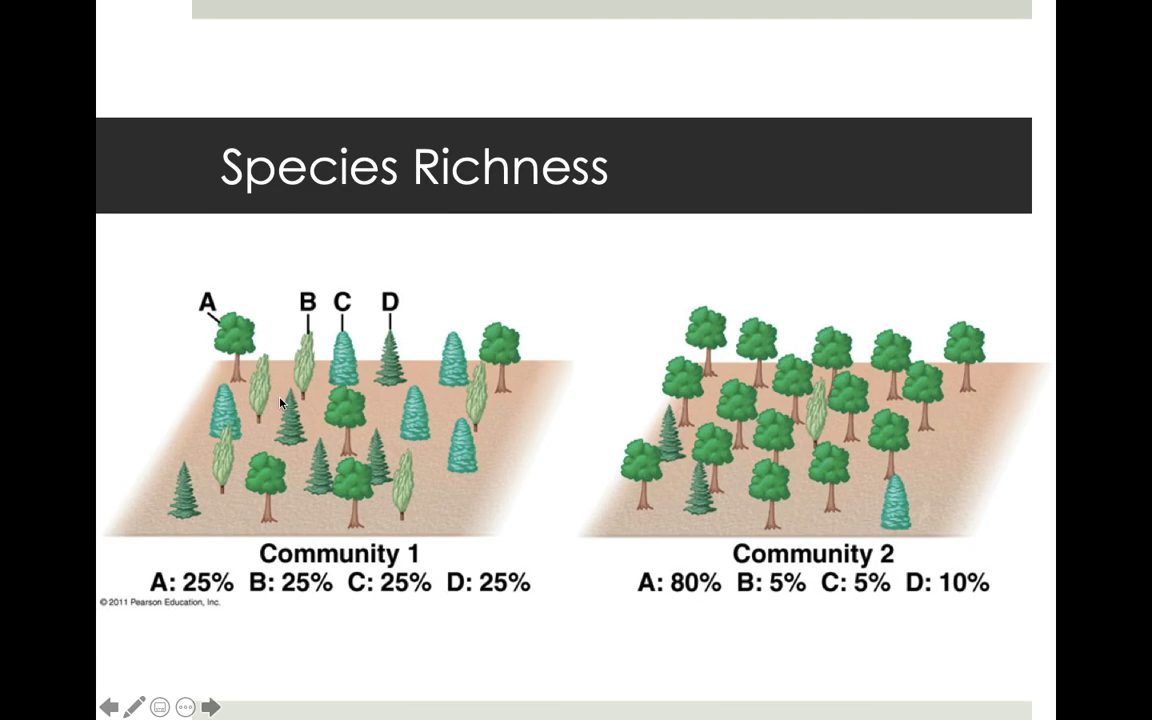 Species Richness
A B C D
Community 1
A: 25% B: 25% C: 25% D: 25%
© 2011 Pearson Education, Inc.
Community 2
A: 80% B: 5% C: 5% D: 10%